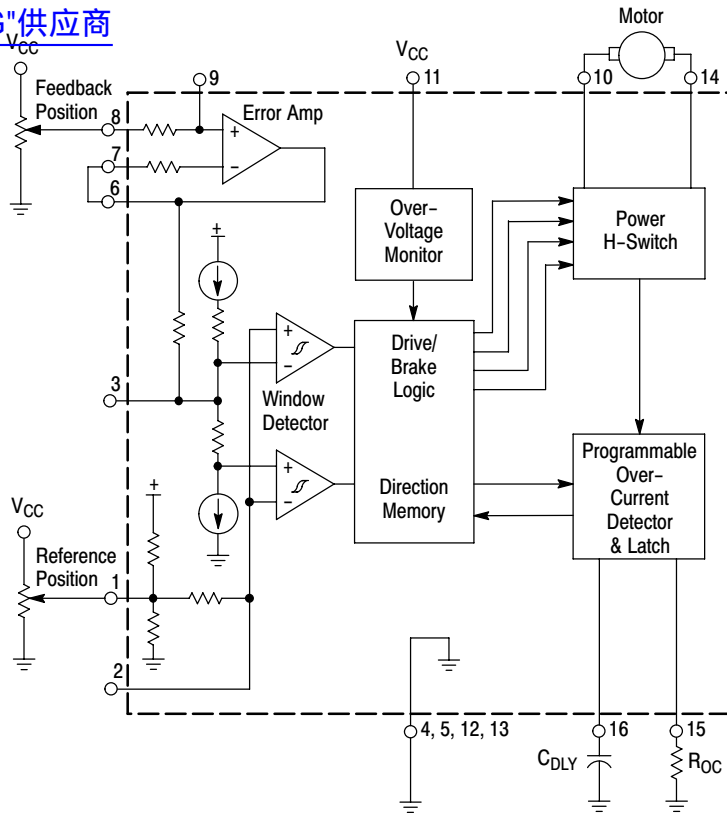 G"供应商
VCC
Feedback
Position
8
7
6
9
Error Amp
VCC
11
Motor
10
14
+
−
+
Over−
Voltage
Monitor
Power
H−Switch
+
−
Window
Detector
+
−
Drive/
Brake
Logic
Direction
Memory
3
Programmable
Over−
Current
Detector
& Latch
+
VCC
Reference
Position
1
2
4, 5, 12, 13
16
15
CDLY
ROC